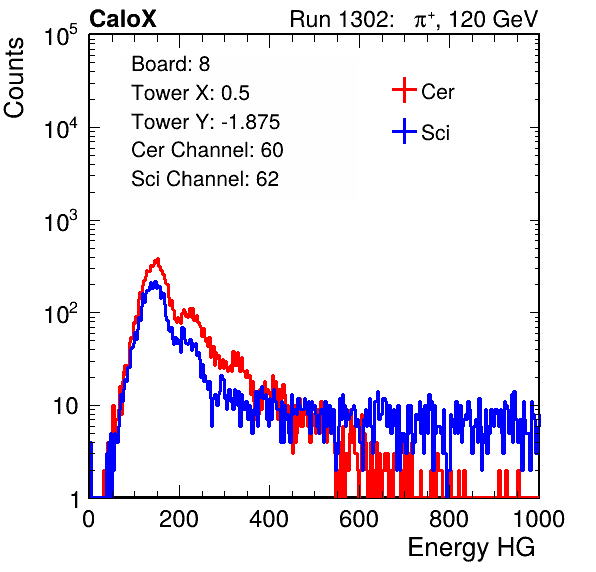 CaloX Run 1302: π⁺, 120 GeV
Counts
Board: 8
Tower X: 0.5
Tower Y: -1.875
Cer Channel: 60
Sci Channel: 62
Cer
Sci
10⁵
10⁴
10³
10²
10
1
0 200 400 600 800 1000
Energy HG